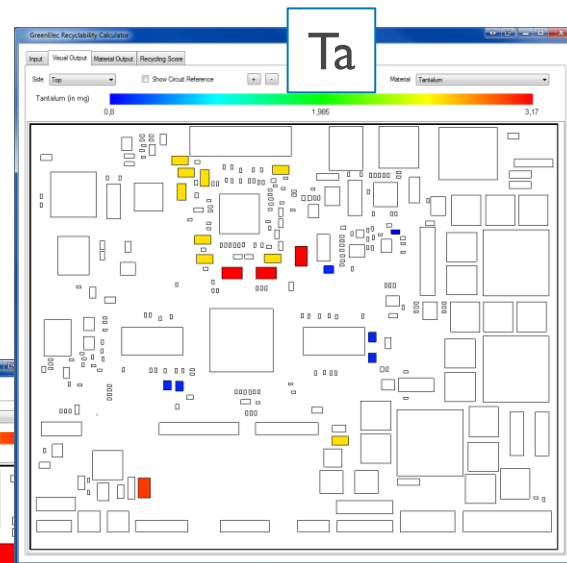 Ta
GreenElec Recyclability Calculator
Input Visual Output Material Output Recycling Score
Side Top Show Circuit Reference + - Material Tantalum
Tantalum (in mg)
0,8 1,985 3,17